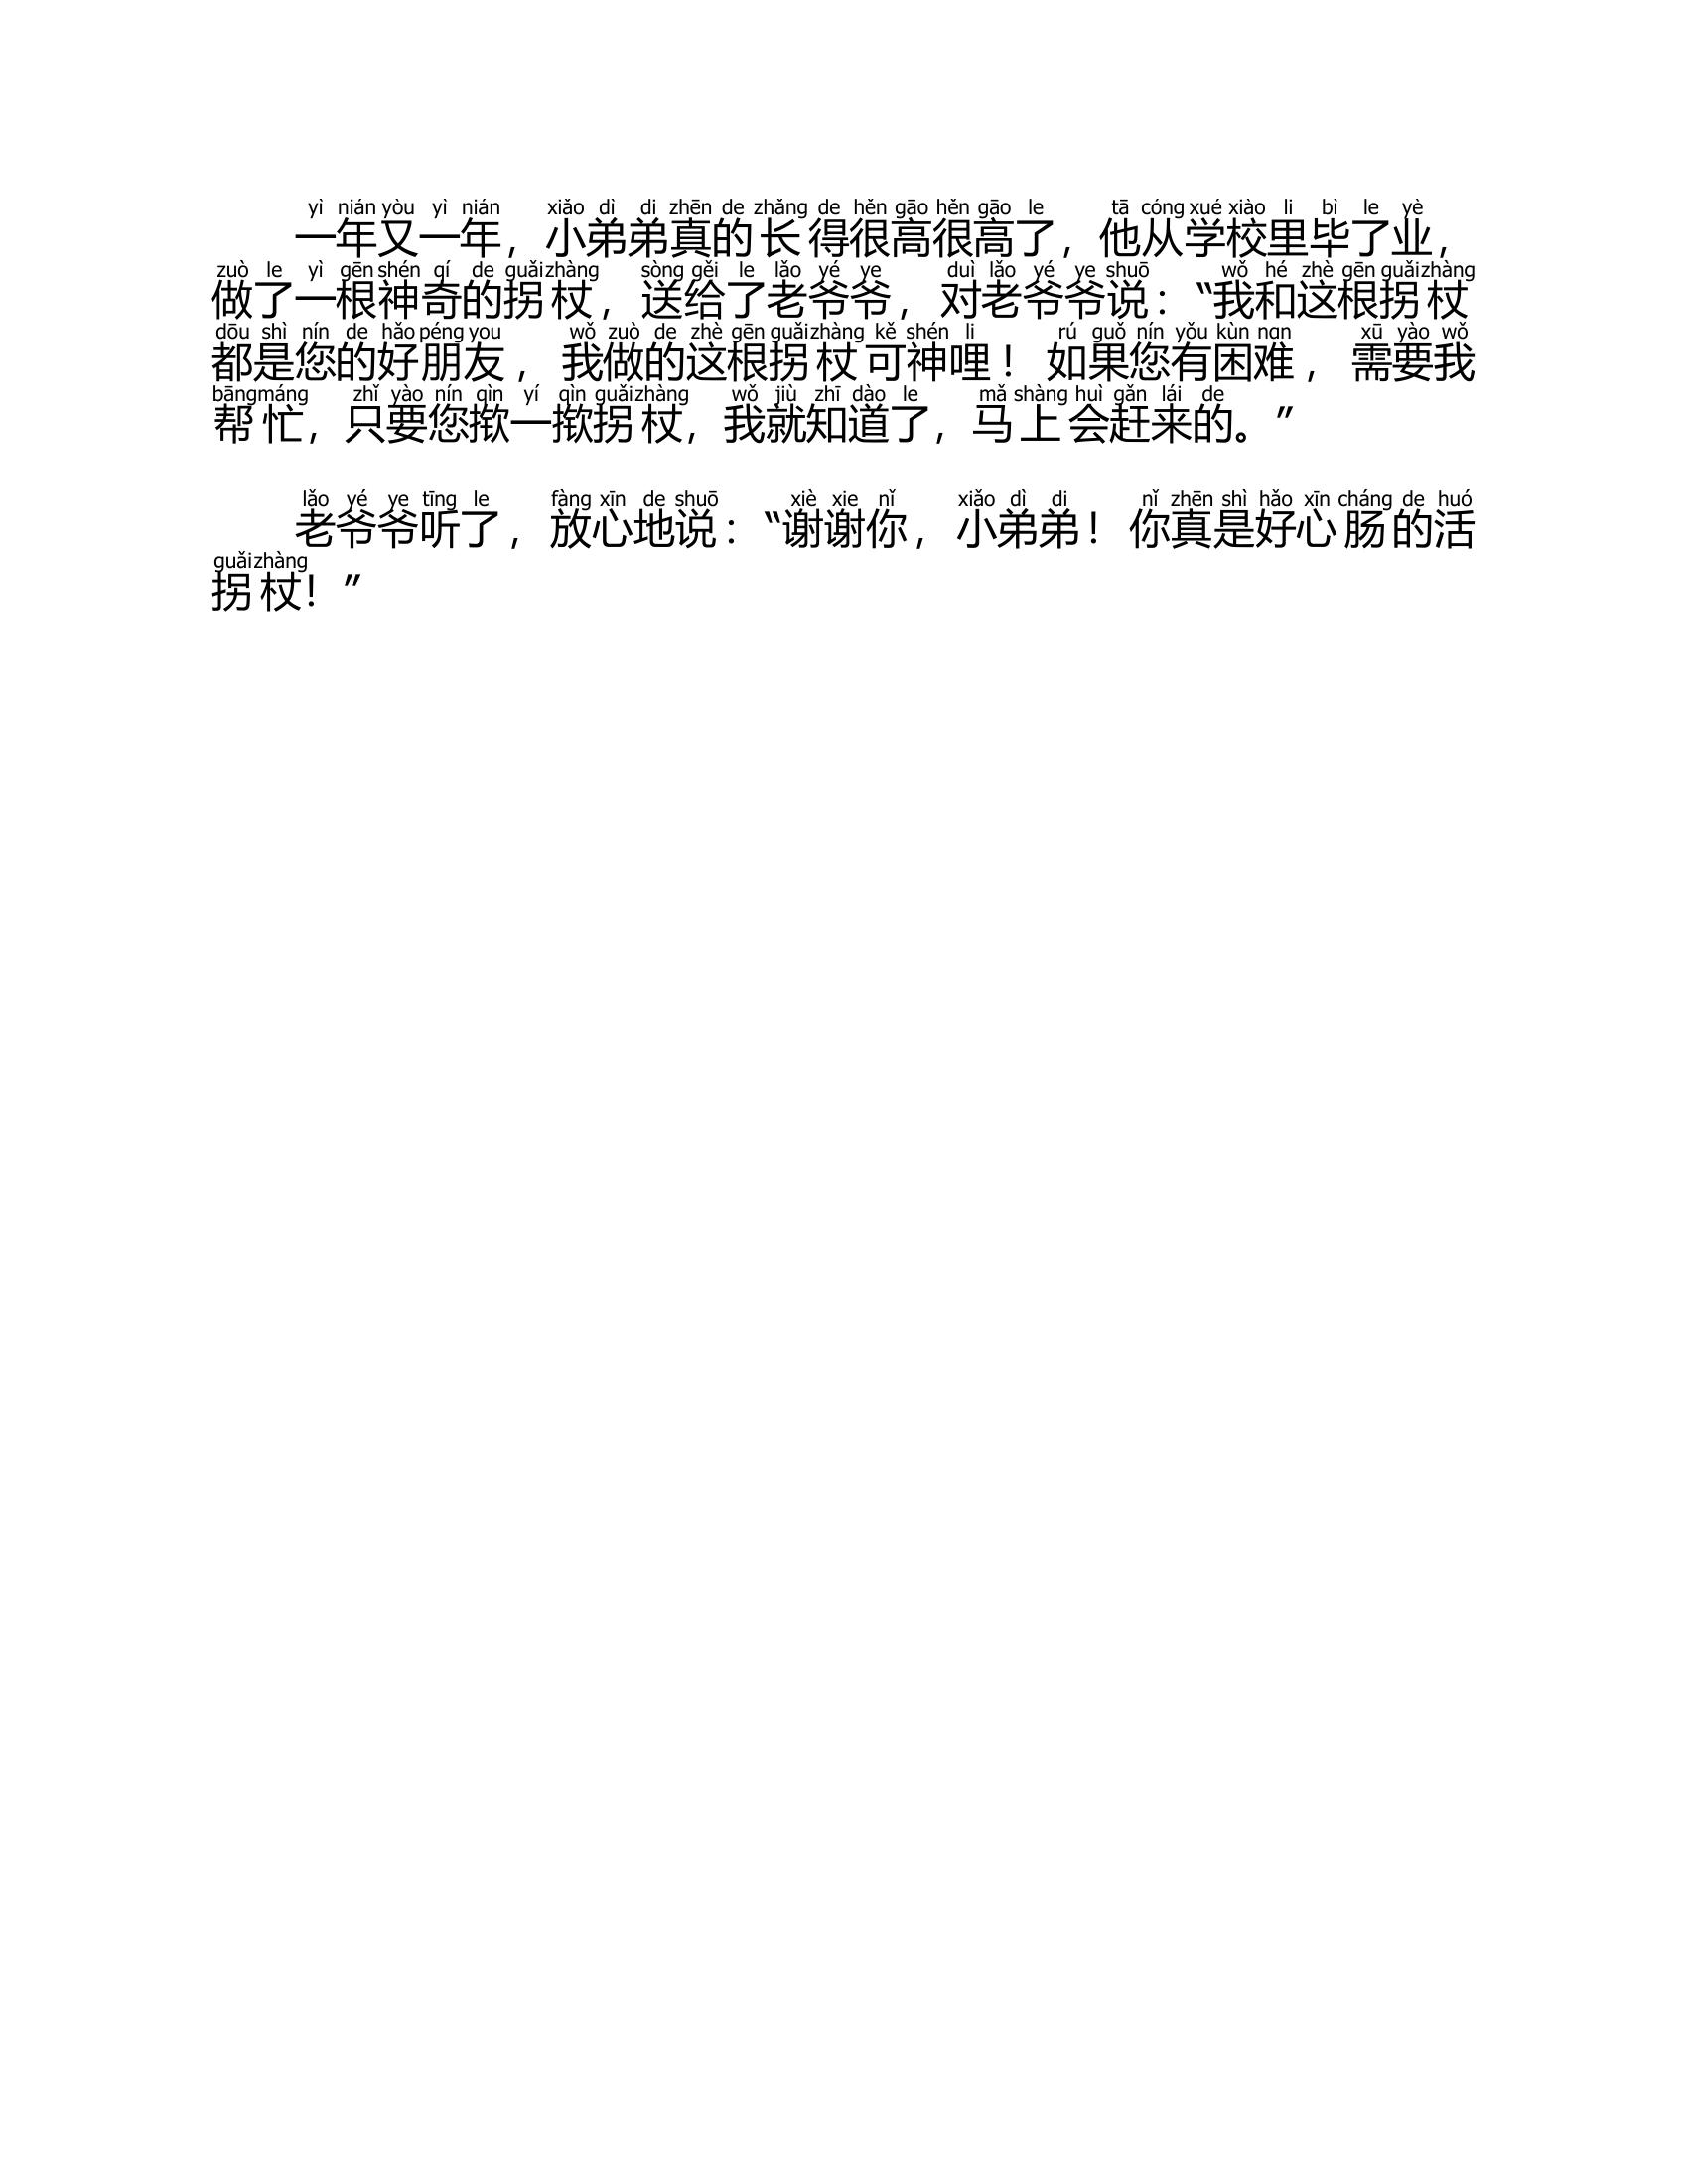 yì nián yòu yì nián xiǎo dì di zhēn de zhǎng de hěn gāo hěn gāo le tā cóng xué xiào li bì le yè
一年又一年，小弟弟真的长得很高很高了，他从学校里毕了业，
zuò le yì gēn shén qí de guǎi zhàng sòng gěi le lǎo yé ye duì lǎo yé ye shuō wǒ hé zhè gēn guǎi zhàng
做了一根神奇的拐杖，送给了老爷爷，对老爷爷说：“我和这根拐杖
dōu shì nín de hǎo péng you wǒ zuò de zhè gēn guǎi zhàng kě shén li rú guǒ nín yǒu kùn nɑn xū yào wǒ
都是您的好朋友，我做的这根拐杖可神哩！如果您有困难，需要我
bāng máng zhǐ yào nín qìn yí qìn guǎi zhàng wǒ jiù zhī dào le mǎ shàng huì gǎn lái de
帮忙，只要您揿一揿拐杖，我就知道了，马上会赶来的。”
lǎo yé ye tīng le fàng xīn de shuō xiè xie nǐ xiǎo dì di nǐ zhēn shì hǎo xīn cháng de huó
老爷爷听了，放心地说：“谢谢你，小弟弟！你真是好心肠的活
guǎi zhàng
拐杖！”